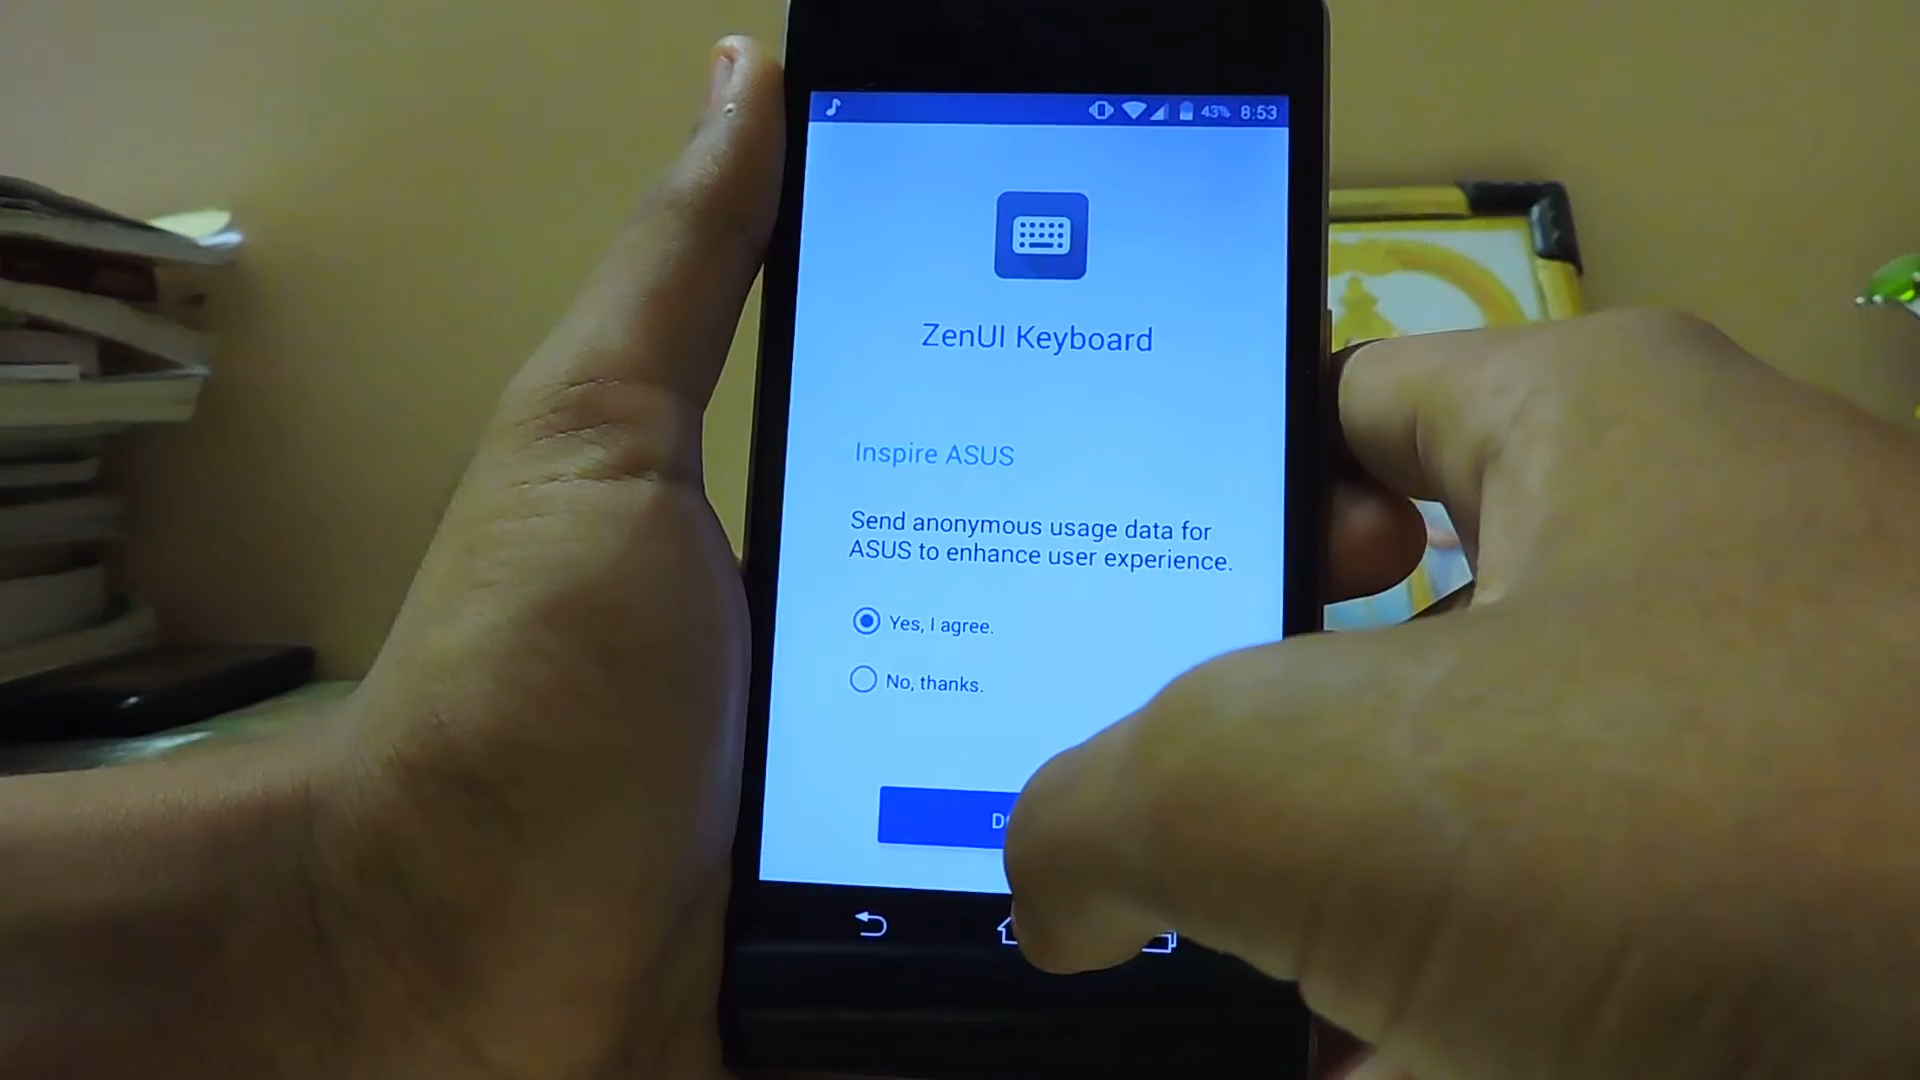 43% 8:53
ZenUI Keyboard
Inspire ASUS
Send anonymous usage data for
ASUS to enhance user experience.
Yes, I agree.
No, thanks.